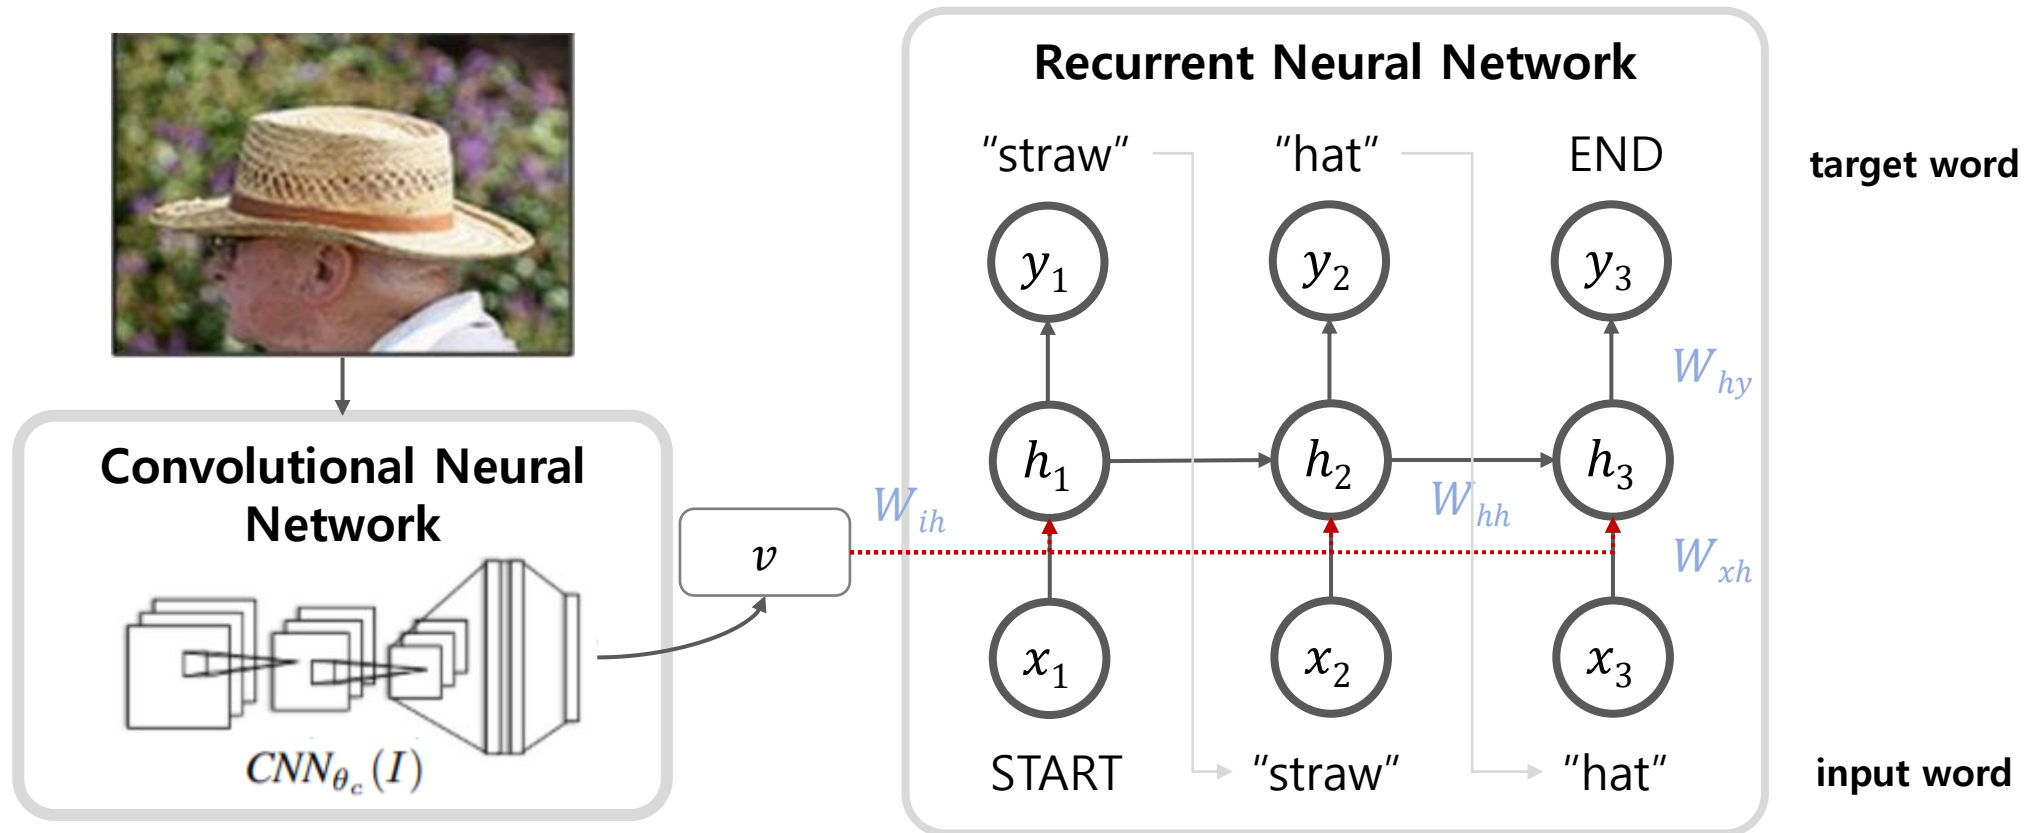 Recurrent Neural Network
"straw" "hat" END target word
y1 y2 y3
Why
Convolutional Neural
Network
h1 h2 h3
Wih Whh
v
Wxh
x1 x2 x3
CNNθc(I)
START "straw" "hat" input word